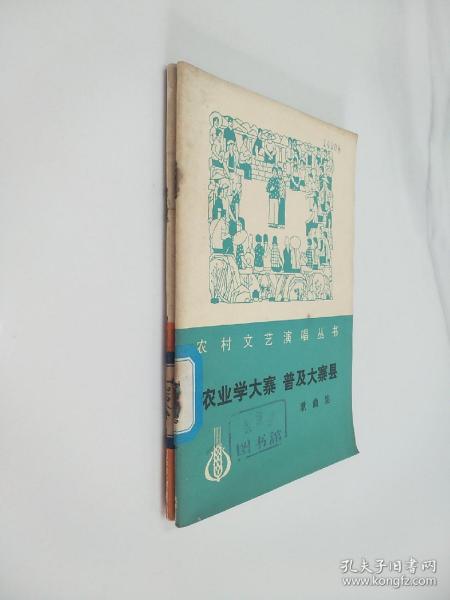 农村文艺演唱丛书
农业学大寨 普及大寨县
歌曲集
图书馆
孔夫子旧书网
www.kongfz.com